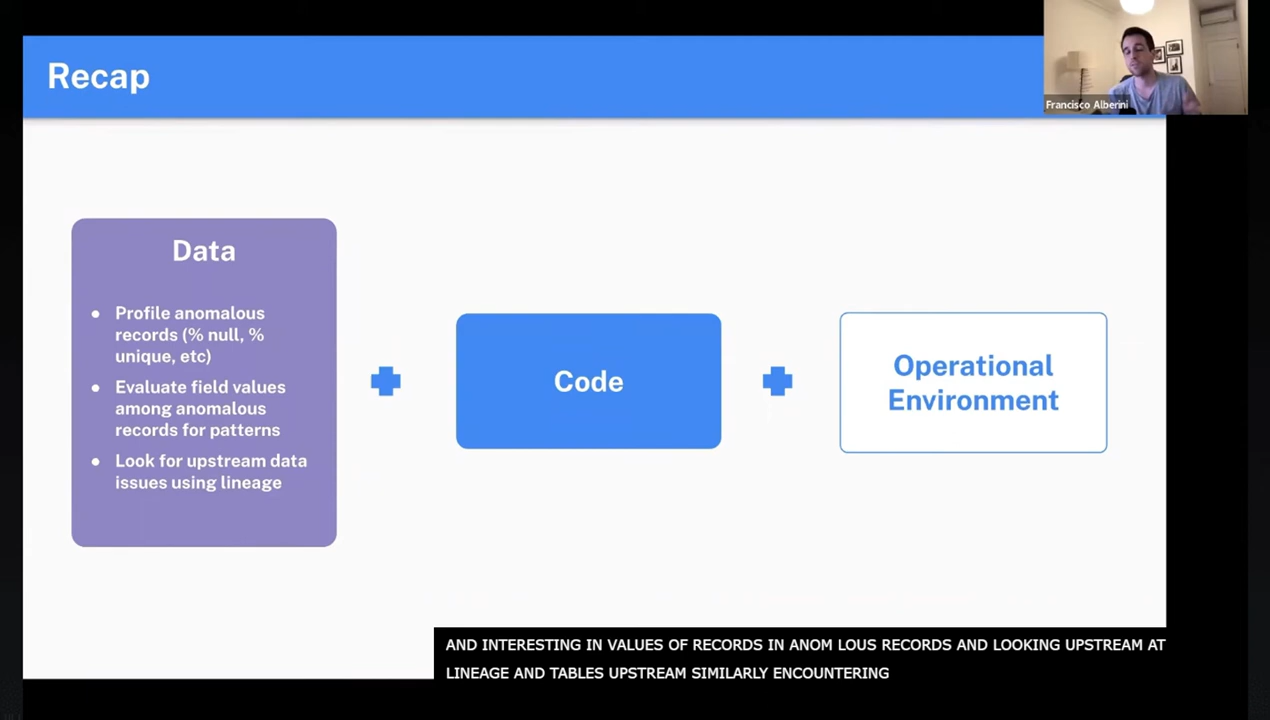 Recap
Francisco Alberini
Data
● Profile anomalous
records (% null, %
unique, etc)
● Evaluate field values
among anomalous
records for patterns
● Look for upstream data
issues using lineage
Code
Operational
Environment
AND INTERESTING IN VALUES OF RECORDS IN ANOM LOUS RECORDS AND LOOKING UPSTREAM AT
LINEAGE AND TABLES UPSTREAM SIMILARLY ENCOUNTERING